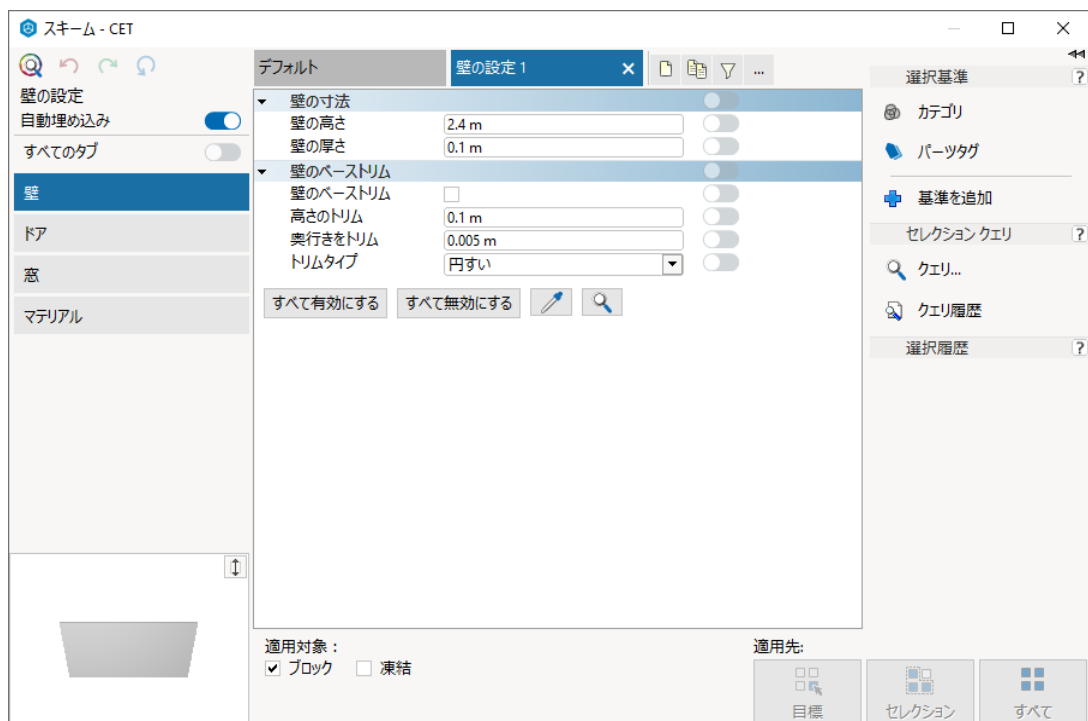 スキーム - CET
壁の設定
自動埋め込み
すべてのタブ
壁
ドア
窓
マテリアル
デフォルト
壁の設定 1
...
壁の寸法
壁の高さ 2.4 m
壁の厚さ 0.1 m
壁のベーストリム
壁のベーストリム
高さのトリム 0.1 m
奥行きをトリム 0.005 m
トリムタイプ 円すい
すべて有効にする すべて無効にする
適用対象：
ブロック 凍結
適用先:
目標 セレクション すべて
選択基準 ?
カテゴリ
パーツタグ
基準を追加
セレクション クエリ ?
クエリ...
クエリ履歴
選択履歴 ?